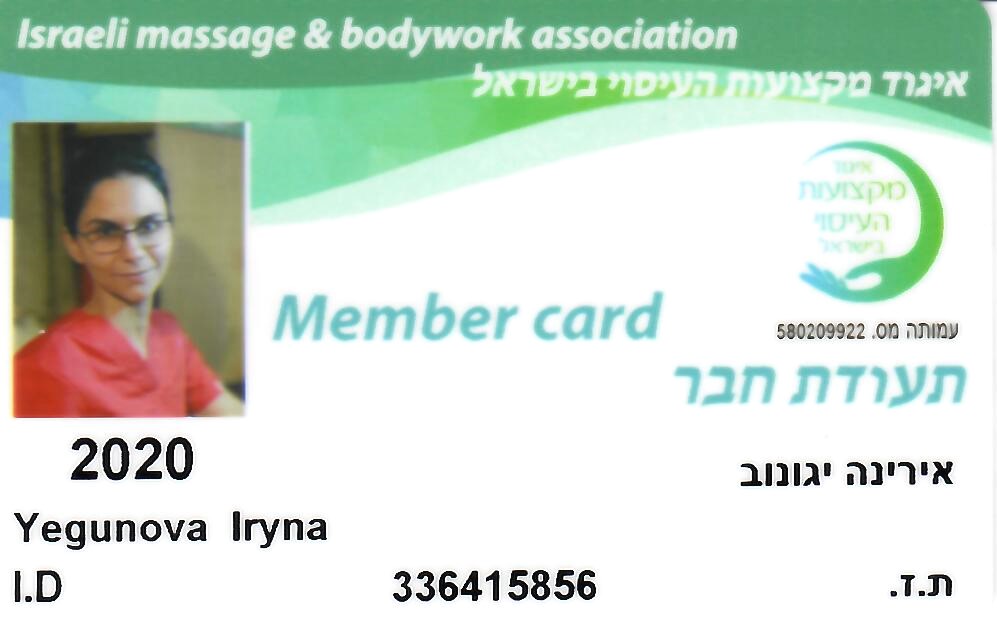 Israeli massage & bodywork association
איגוד מקצועות העיסוי בישראל
איגוד
מקצועות
העיסוי
בישראל
Member card
עמותה מס. 580209922
תעודת חבר
2020
אירינה יגונוב
Yegunova Iryna
I.D 336415856 ת.ז.